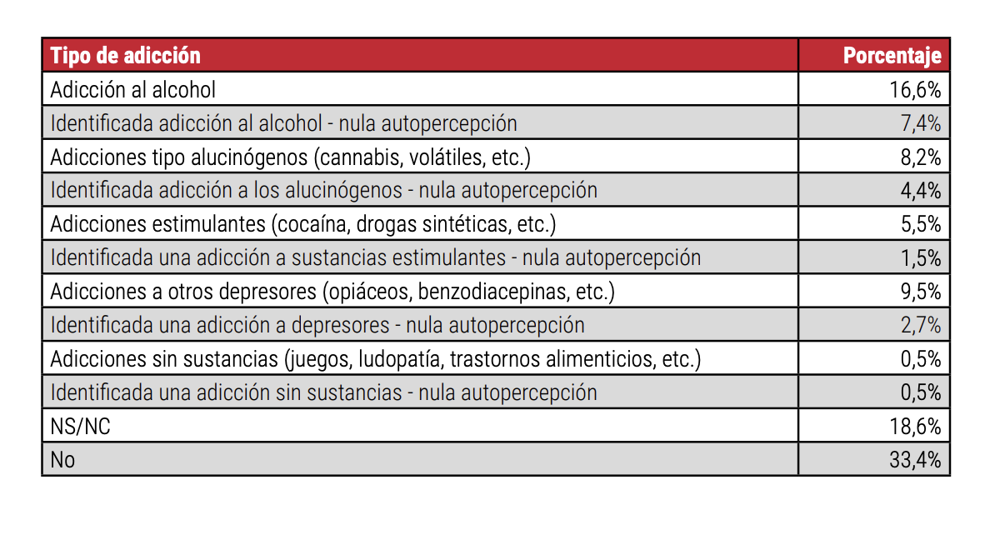 Tipo de adicción Porcentaje
Adicción al alcohol 16,6%
Identificada adicción al alcohol - nula autopercepción 7,4%
Adicciones tipo alucinógenos (cannabis, volátiles, etc.) 8,2%
Identificada adicción a los alucinógenos - nula autopercepción 4,4%
Adicciones estimulantes (cocaína, drogas sintéticas, etc.) 5,5%
Identificada una adicción a sustancias estimulantes - nula autopercepción 1,5%
Adicciones a otros depresores (opiáceos, benzodiacepinas, etc.) 9,5%
Identificada una adicción a depresores - nula autopercepción 2,7%
Adicciones sin sustancias (juegos, ludopatía, trastornos alimenticios, etc.) 0,5%
Identificada una adicción sin sustancias - nula autopercepción 0,5%
NS/NC 18,6%
No 33,4%